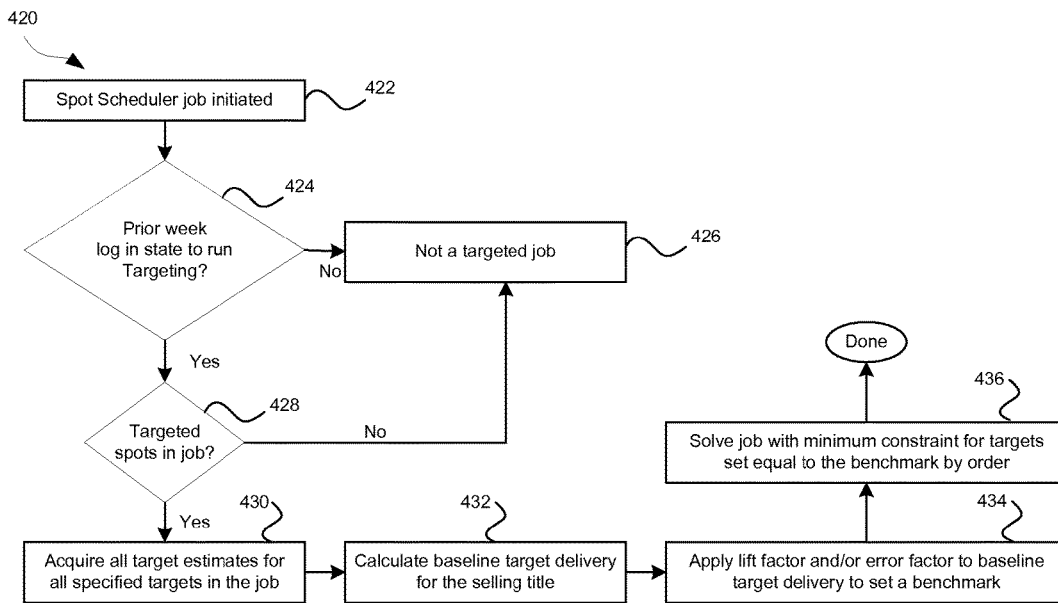 420
Spot Scheduler job initiated
422
424
Prior week
log in state to run
Targeting?
No
Not a targeted job
426
Yes
428
Targeted
spots in job?
No
Yes
430
Acquire all target estimates for
all specified targets in the job
432
Calculate baseline target delivery
for the selling title
434
Apply lift factor and/or error factor to baseline
target delivery to set a benchmark
436
Solve job with minimum constraint for targets
set equal to the benchmark by order
Done